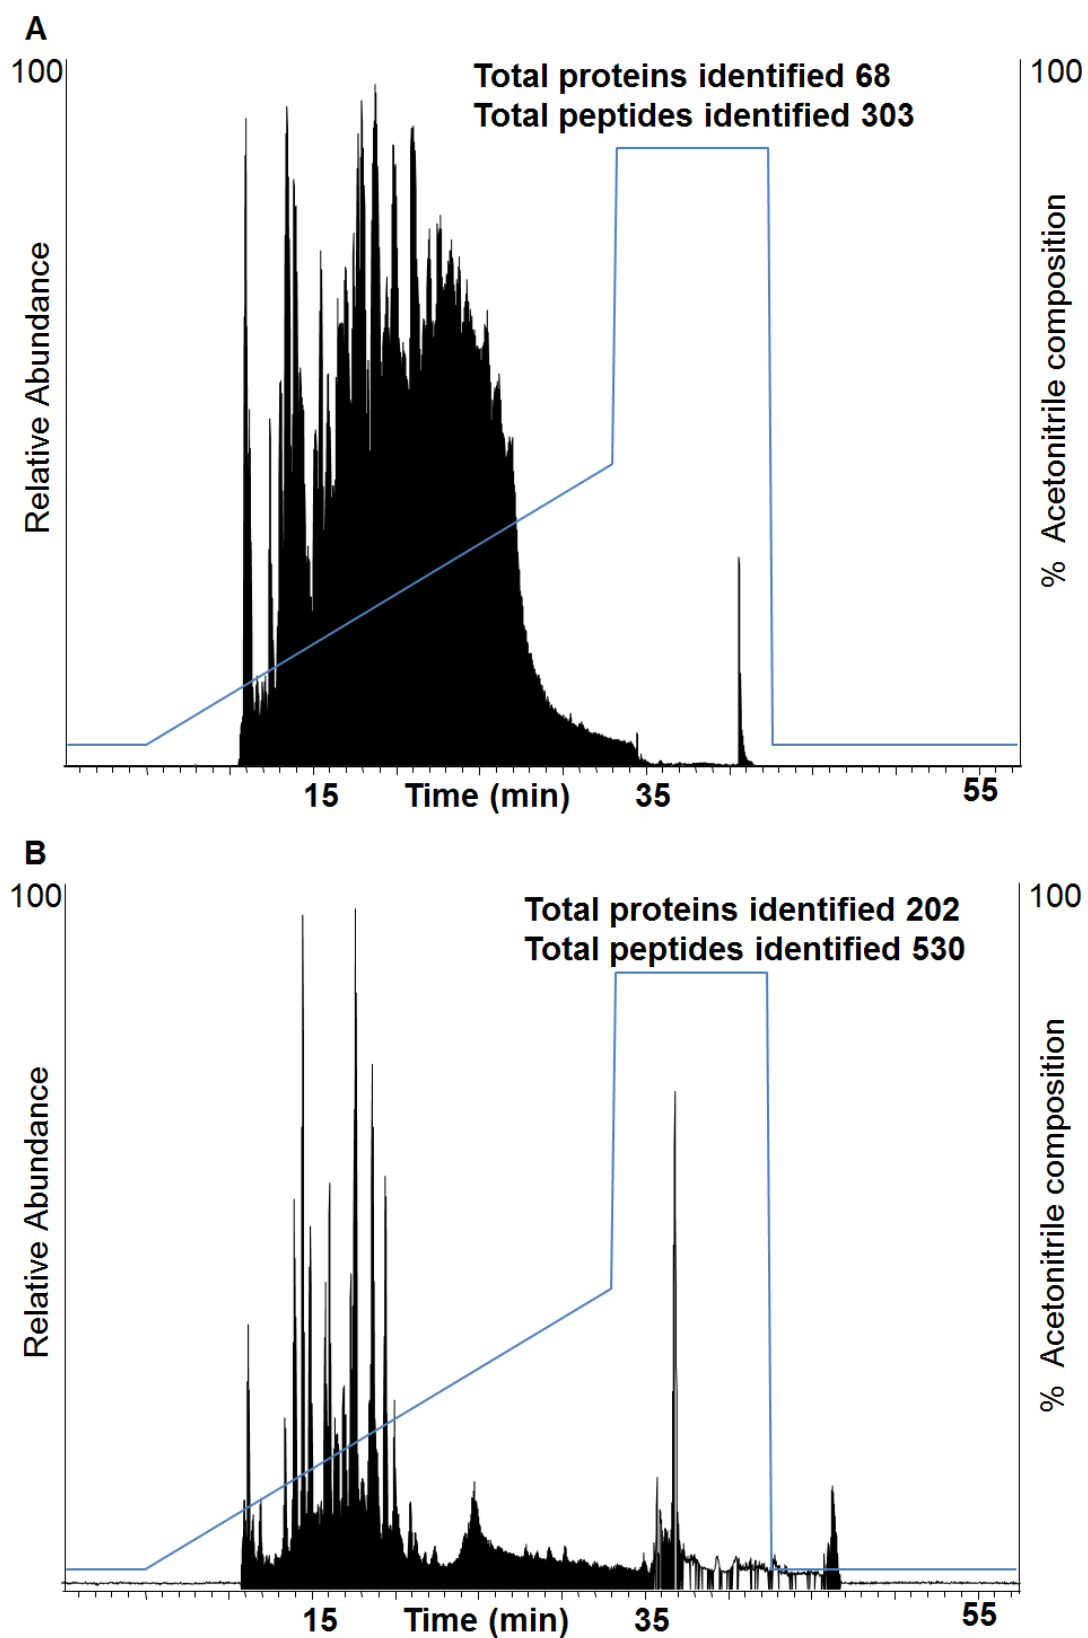 A
100
100
Total proteins identified 68
Total peptides identified 303
Relative Abundance
% Acetonitrile composition
15
Time (min)
35
55
B
100
100
Total proteins identified 202
Total peptides identified 530
Relative Abundance
% Acetonitrile composition
15
Time (min)
35
55